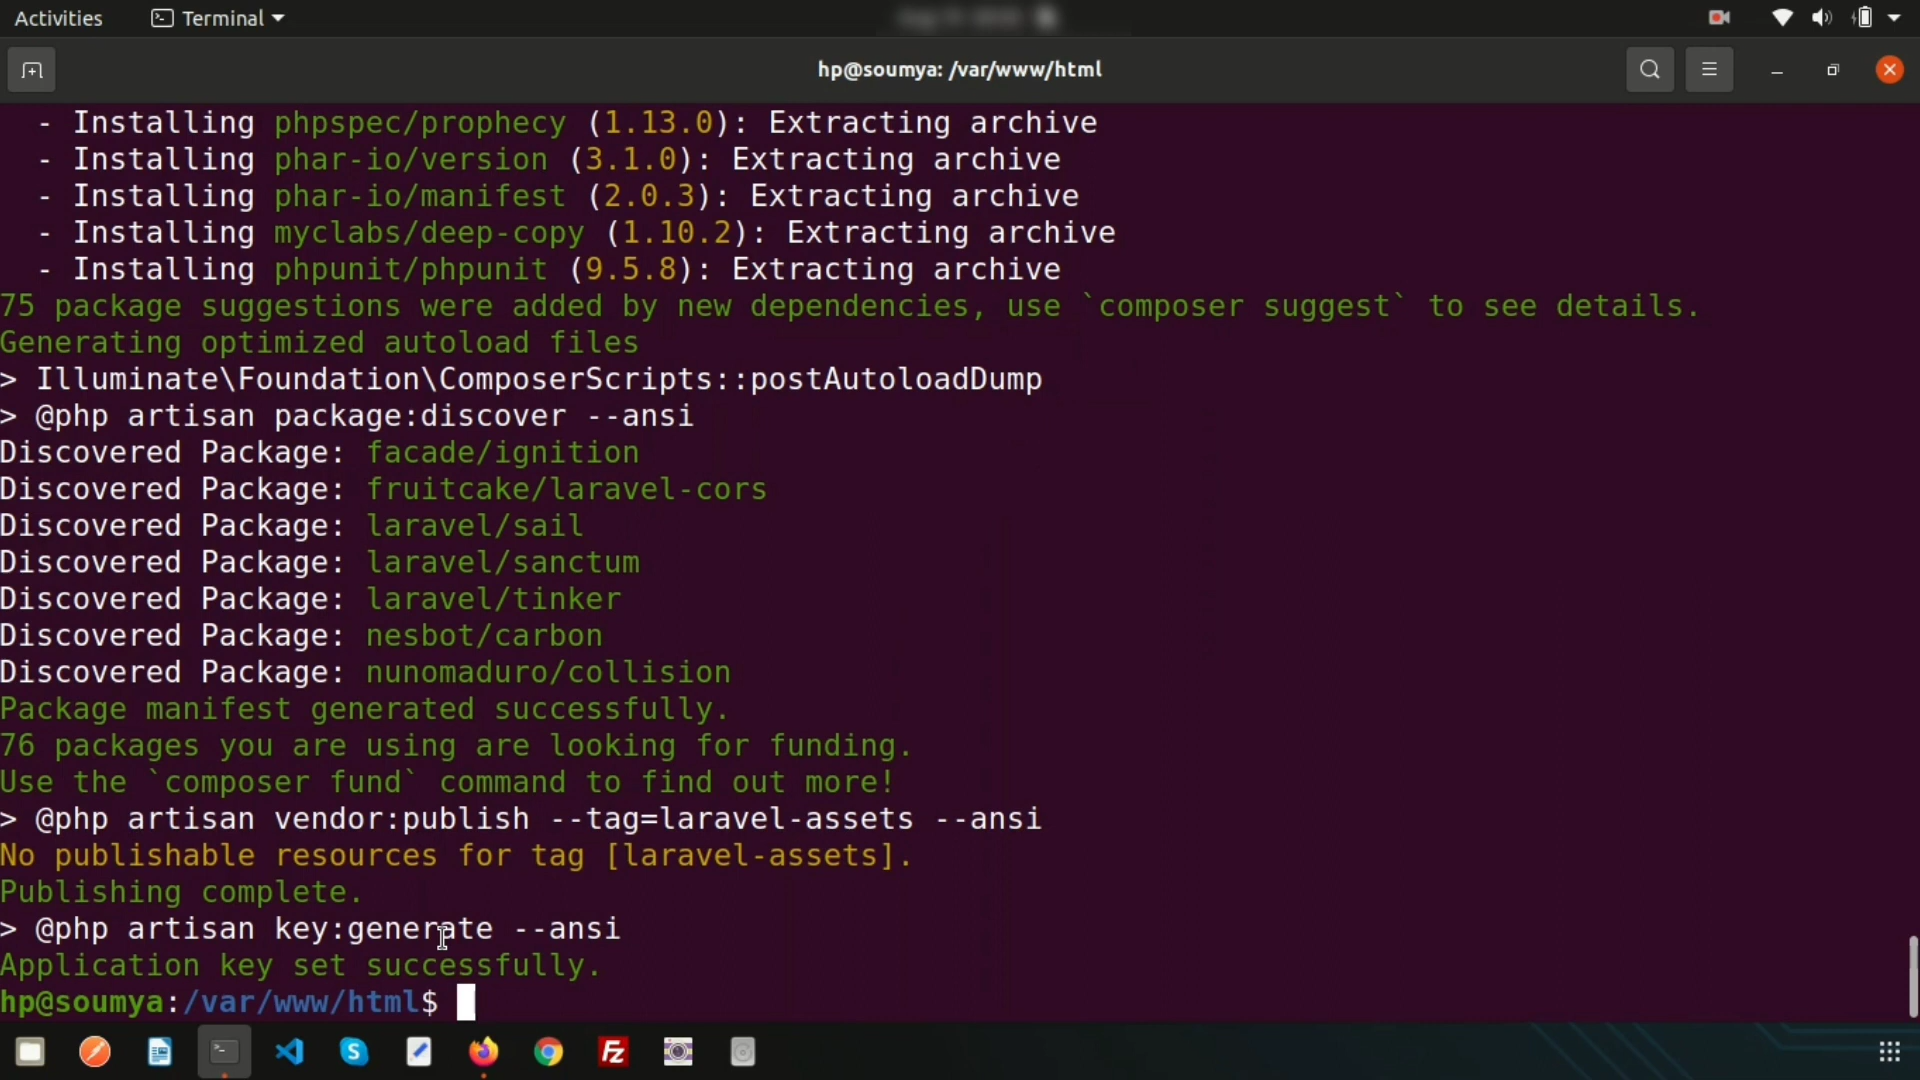 Activities
Terminal
hp@soumya: /var/www/html
- Installing phpspec/prophecy (1.13.0): Extracting archive
- Installing phar-io/version (3.1.0): Extracting archive
- Installing phar-io/manifest (2.0.3): Extracting archive
- Installing myclabs/deep-copy (1.10.2): Extracting archive
- Installing phpunit/phpunit (9.5.8): Extracting archive
75 package suggestions were added by new dependencies, use `composer suggest` to see details.
Generating optimized autoload files
> Illuminate\Foundation\ComposerScripts::postAutoloadDump
> @php artisan package:discover --ansi
Discovered Package: facade/ignition
Discovered Package: fruitcake/laravel-cors
Discovered Package: laravel/sail
Discovered Package: laravel/sanctum
Discovered Package: laravel/tinker
Discovered Package: nesbot/carbon
Discovered Package: nunomaduro/collision
Package manifest generated successfully.
76 packages you are using are looking for funding.
Use the `composer fund` command to find out more!
> @php artisan vendor:publish --tag=laravel-assets --ansi
No publishable resources for tag [laravel-assets].
Publishing complete.
> @php artisan key:generate --ansi
Application key set successfully.
hp@soumya:/var/www/html$